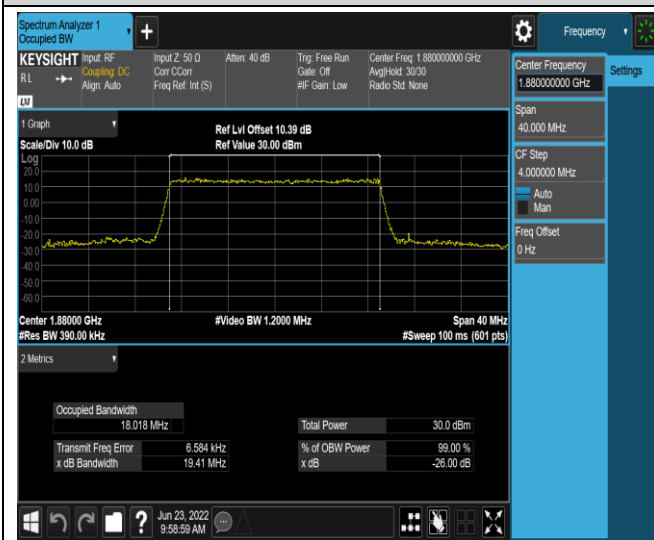 Spectrum Analyzer 1
Occupied BW
+
Frequency
KEYSIGHT
RL
LXI
Input: RF
Coupling: DC
Align: Auto
Input Z: 50 Ω
Corr CCorr
Freq Ref: Int (S)
Atten: 40 dB
Trig: Free Run
Gate: Off
#IF Gain: Low
Center Freq: 1.880000000 GHz
Avg|Hold: 30/30
Radio Std: None
Center Frequency
1.880000000 GHz
Settings
Span
40.000 MHz
CF Step
4.000000 MHz
Auto
Man
Freq Offset
0 Hz
1 Graph
Scale/Div 10.0 dB
Ref Lvl Offset 10.39 dB
Ref Value 30.00 dBm
Log
20.0
10.0
0.00
-10.0
-20.0
-30.0
-40.0
-50.0
-60.0
Center 1.88000 GHz
#Video BW 1.2000 MHz
Span 40 MHz
#Res BW 390.00 kHz
#Sweep 100 ms (601 pts)
2 Metrics
Occupied Bandwidth
18.018 MHz
Total Power 30.0 dBm
Transmit Freq Error 6.584 kHz
% of OBW Power 99.00 %
x dB Bandwidth 19.41 MHz
x dB -26.00 dB
?
Jun 23, 2022
9:58:59 AM